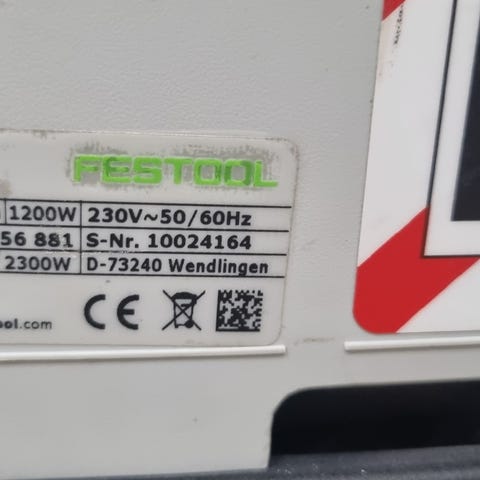 FESTOOL
1200W 230V~50/60Hz
56 881 S-Nr. 10024164
2300W D-73240 Wendlingen
ool.com
CE